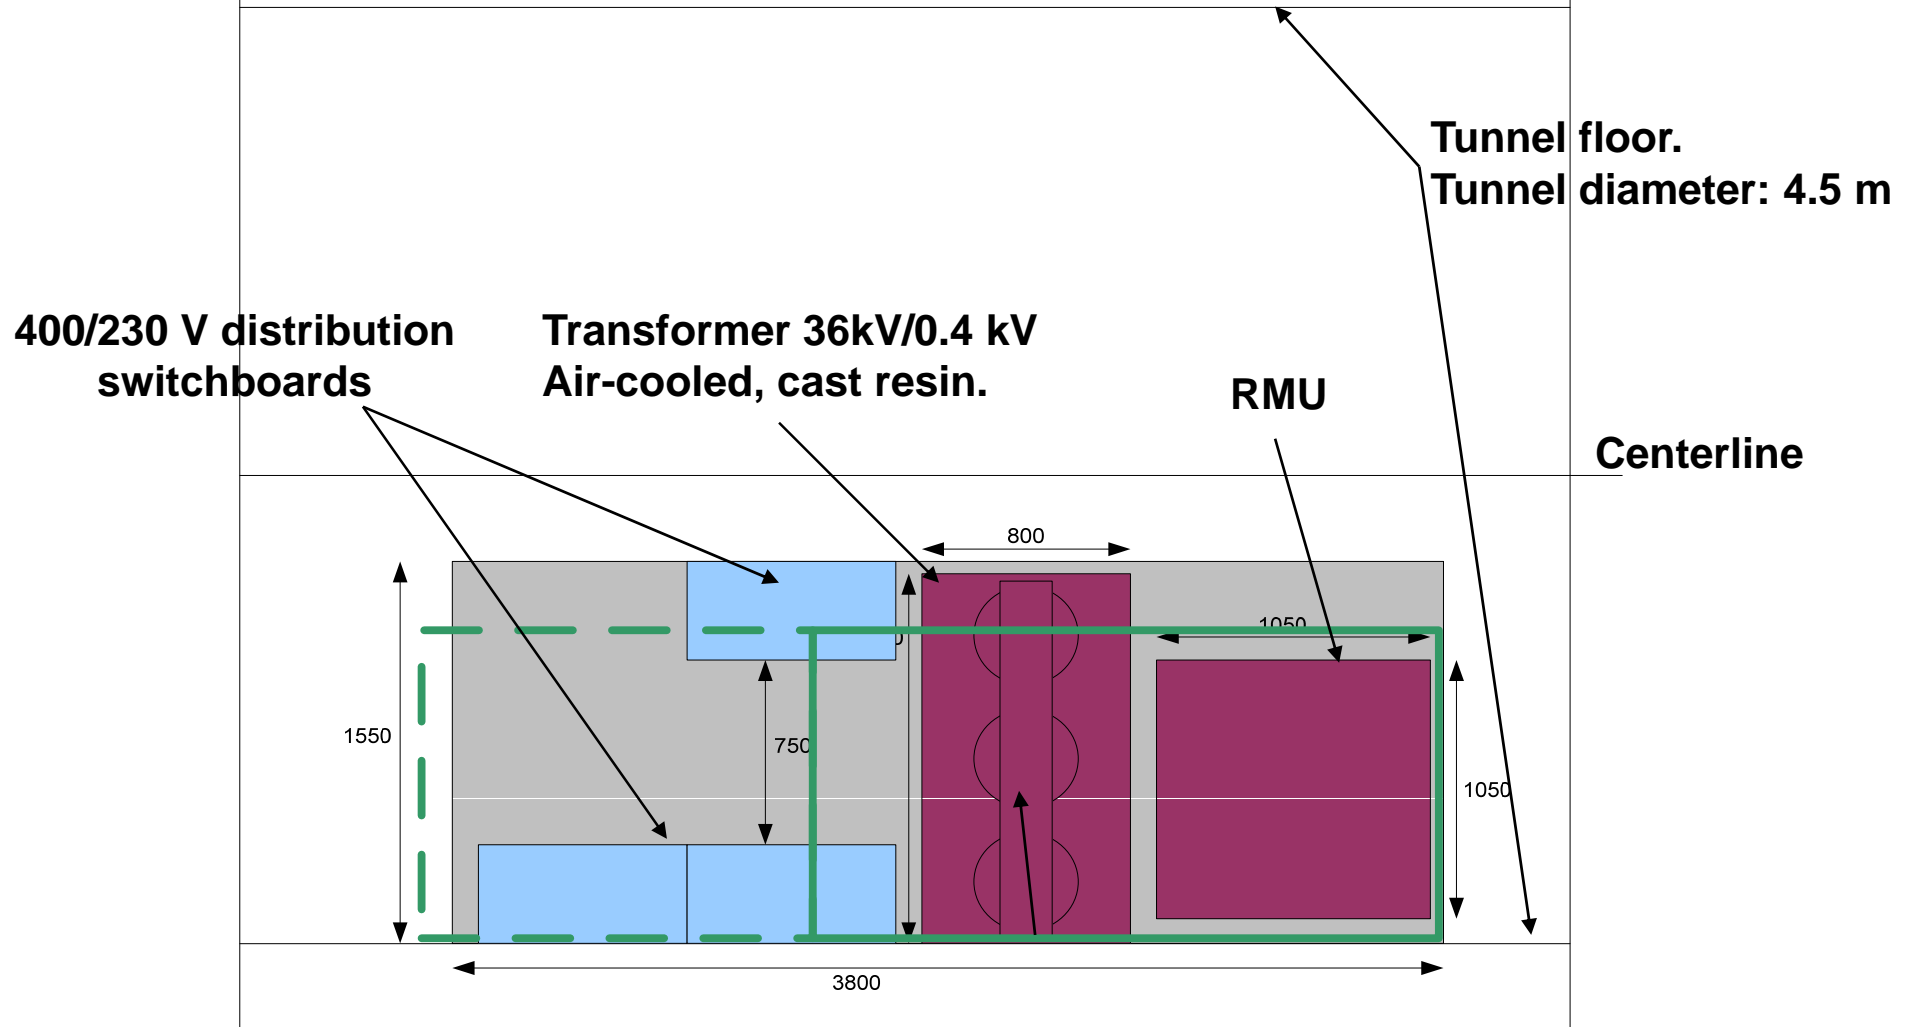 Tunnel floor.
Tunnel diameter: 4.5 m
400/230 V distribution
switchboards
Transformer 36kV/0.4 kV
Air-cooled, cast resin.
RMU
Centerline
800
1050
1550
750
1050
3800